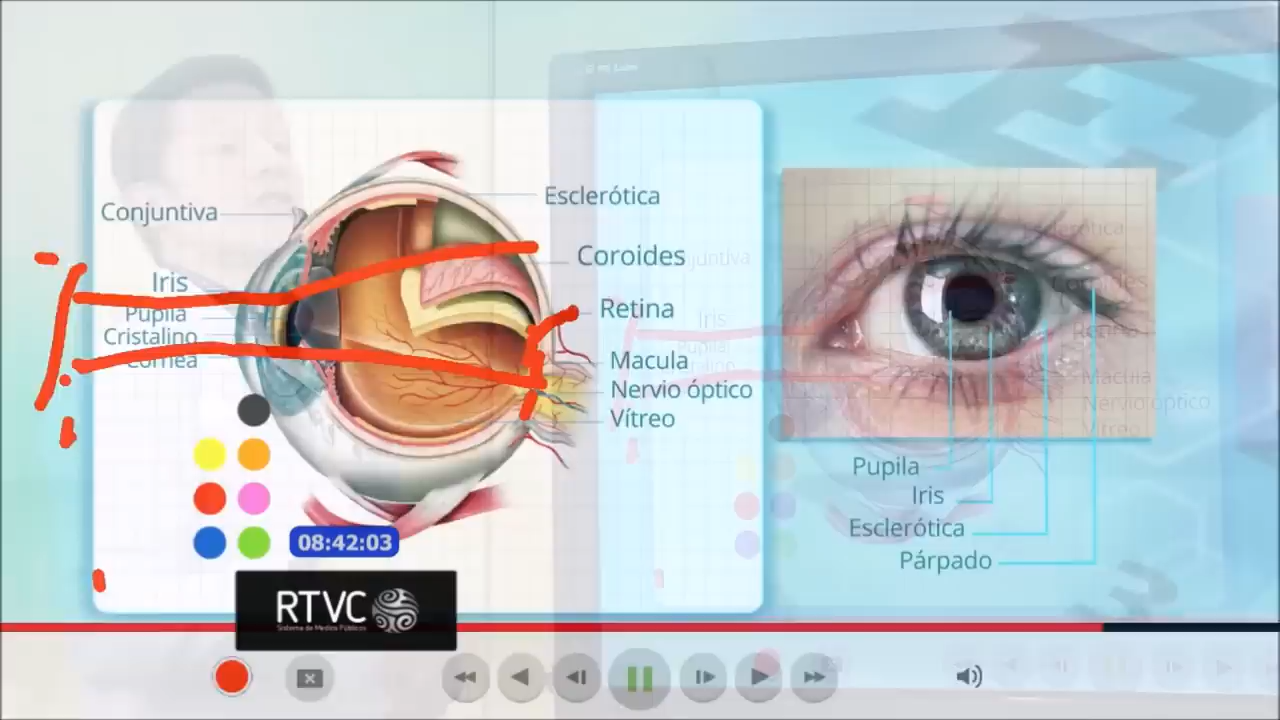 Conjuntiva
Iris
Pupila
Cristalino
Córnea
Esclerótica
Coroides
Retina
Macula
Nervio óptico
Vítreo
Pupila
Iris
Esclerótica
Párpado
08:42:03
RTVC
Sistema de Medios Públicos